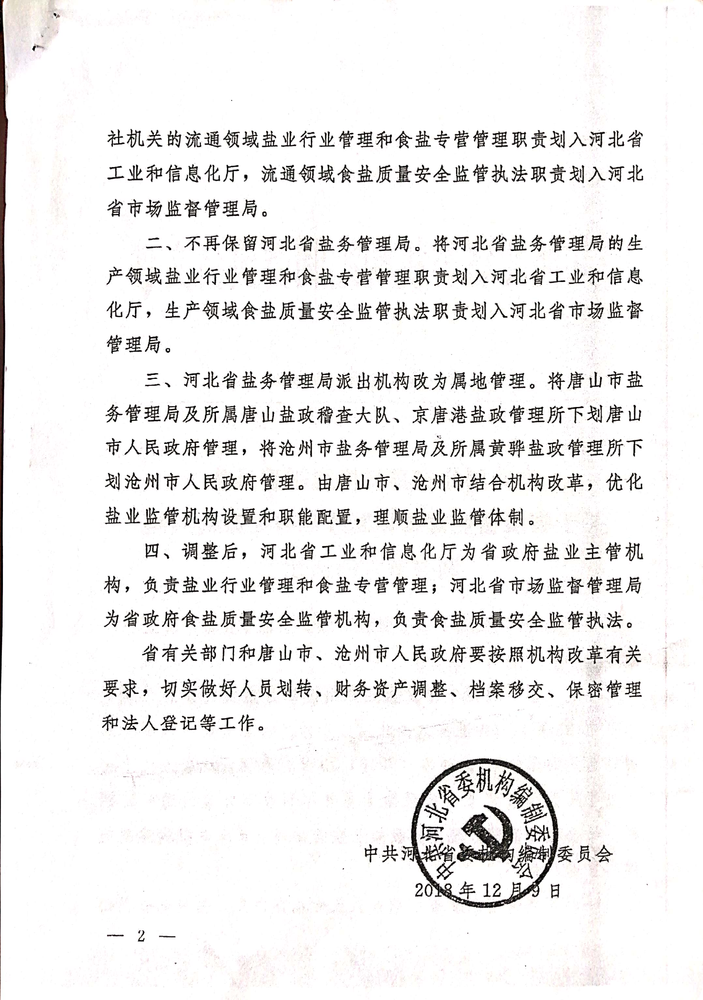 社机关的流通领域盐业行业管理和食盐专营管理职责划入河北省
工业和信息化厅，流通领域食盐质量安全监管执法职责划入河北
省市场监督管理局。
二、不再保留河北省盐务管理局。将河北省盐务管理局的生
产领域盐业行业管理和食盐专营管理职责划入河北省工业和信息
化厅，生产领域食盐质量安全监管执法职责划入河北省市场监督
管理局。
三、河北省盐务管理局派出机构改为属地管理。将唐山市盐
务管理局及所属唐山盐政稽查大队、京唐港盐政管理所下划唐山
市人民政府管理，将沧州市盐务管理局及所属黄骅盐政管理所下
划沧州市人民政府管理。由唐山市、沧州市结合机构改革，优化
盐业监管机构设置和职能配置，理顺盐业监管体制。
四、调整后，河北省工业和信息化厅为省政府盐业主管机
构，负责盐业行业管理和食盐专营管理；河北省市场监督管理局
为省政府食盐质量安全监管机构，负责食盐质量安全监管执法。
省有关部门和唐山市、沧州市人民政府要按照机构改革有关
要求，切实做好人员划转、财务资产调整、档案移交、保密管理
和法人登记等工作。
中共河北省委机构编制委员会
中共河北省委机构编制委员会
2018年12月9日
— 2 —